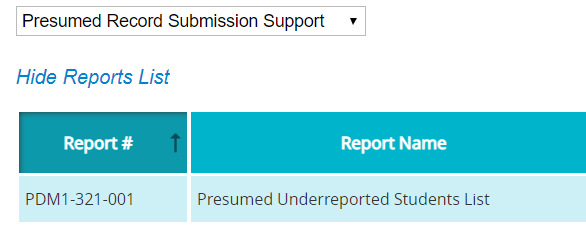 Presumed Record Submission Support
Hide Reports List
Report # Report Name
PDM1-321-001 Presumed Underreported Students List